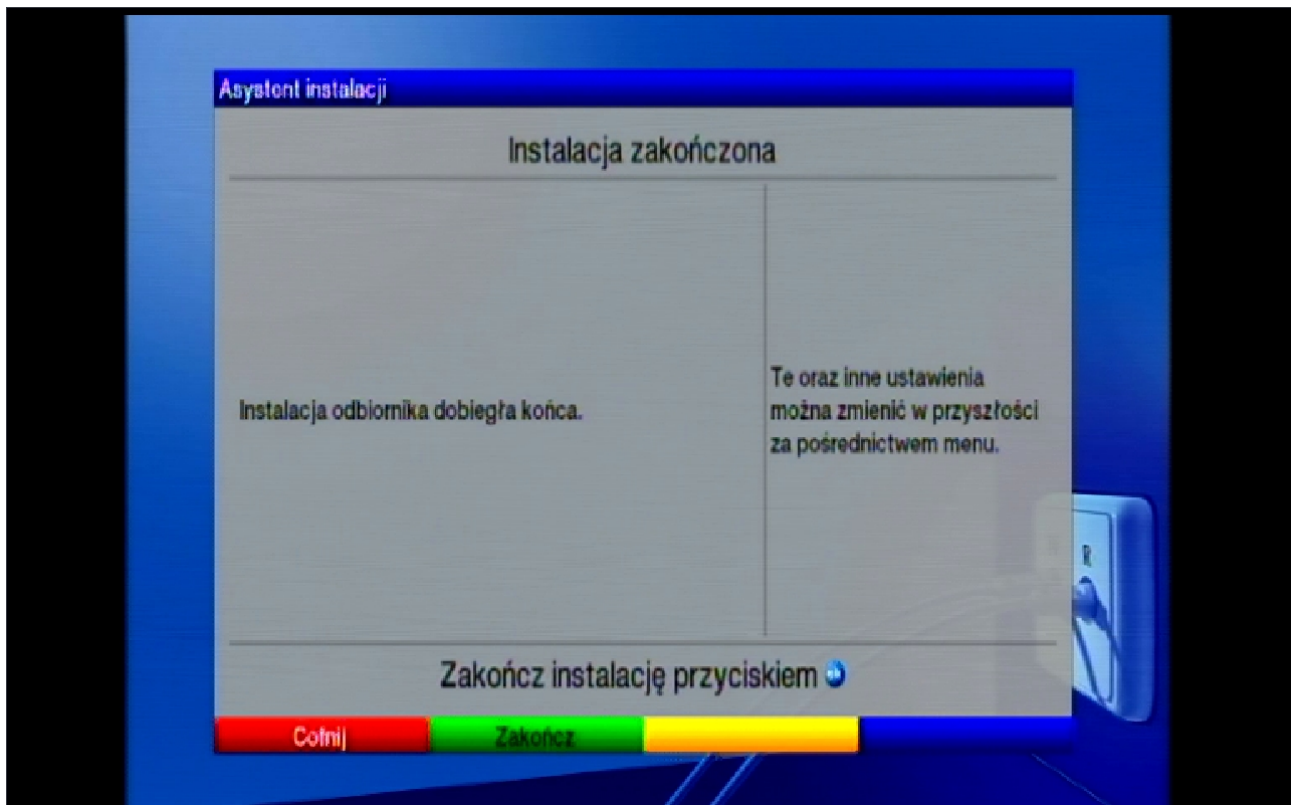 Asystent instalacji
Instalacja zakończona
Instalacja odbiornika dobiegła końca.
Te oraz inne ustawienia
można zmienić w przyszłości
za pośrednictwem menu.
R
Zakończ instalację przyciskiem
Cofnij
Zakończ